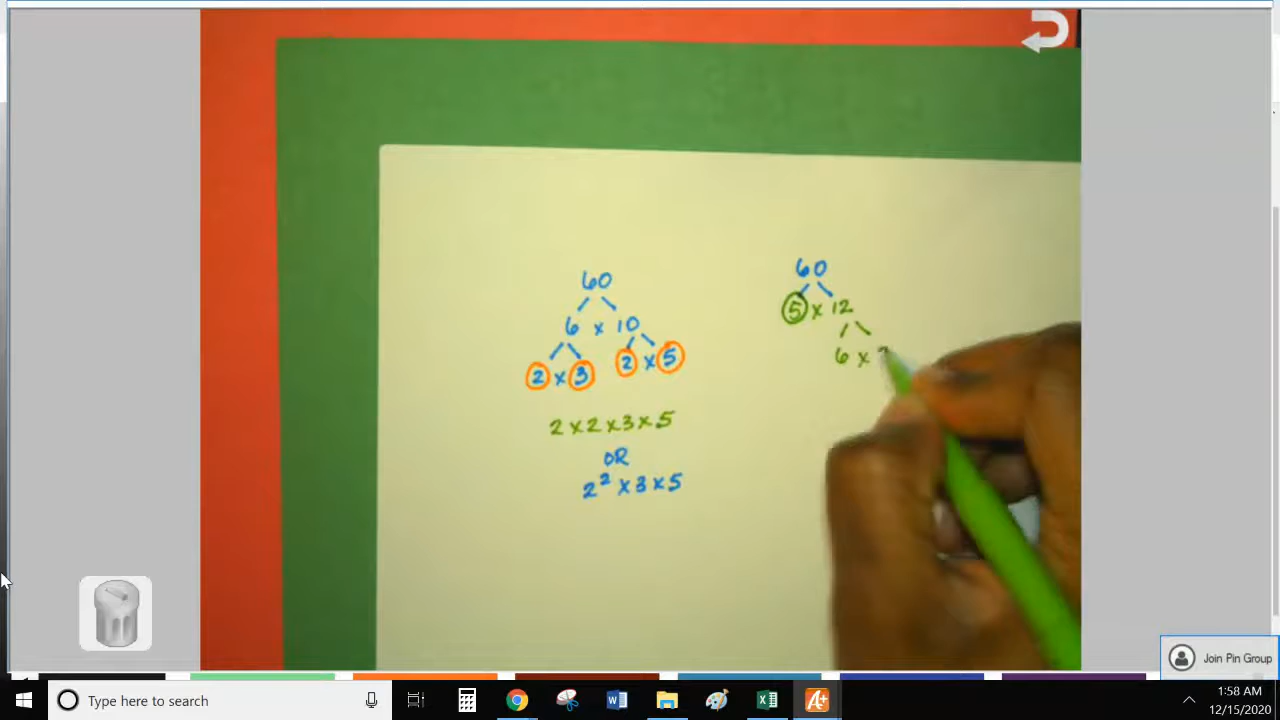 60
6 x 10
2 x 3 2 x 5
2 x 2 x 3 x 5
OR
2² x 3 x 5
60
5 x 12
6 x
Join Pin Group
Type here to search
1:58 AM
12/15/2020